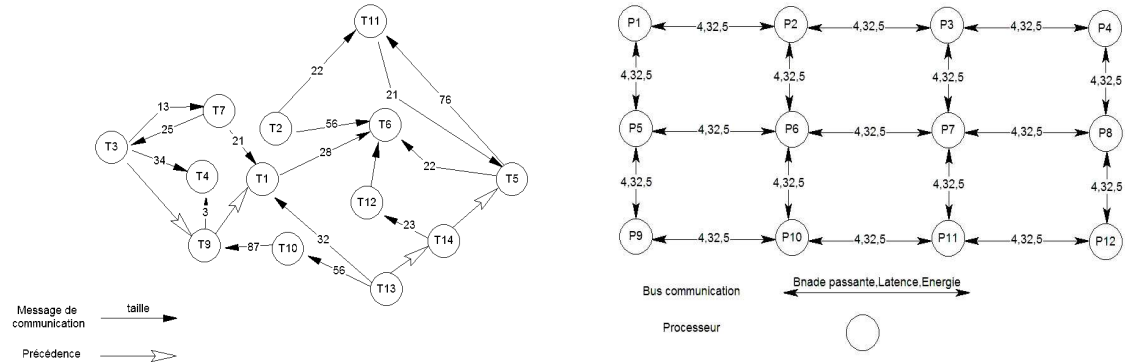 T11
22
21
76
13
T7
25
T2
56
T6
T3
21
28
22
34
T4
T1
T5
T12
3
23
32
T9
87
T10
T14
56
T13
Message de
communication
taille
Précédence
P1
4,32,5
P2
4,32,5
P3
4,32,5
P4
4,32,5
4,32,5
4,32,5
4,32,5
P5
4,32,5
P6
4,32,5
P7
4,32,5
P8
4,32,5
4,32,5
4,32,5
4,32,5
P9
4,32,5
P10
4,32,5
P11
4,32,5
P12
Bus communication
Bnade passante,Latence,Energie
Processeur